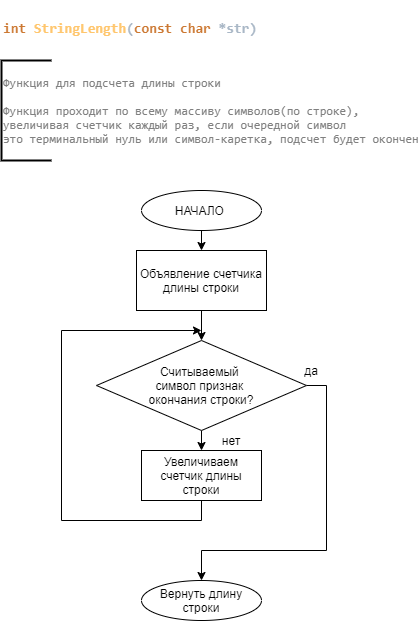 int StringLength(const char *str)
Функция для подсчета длины строки
Функция проходит по всему массиву символов(по строке),
увеличивая счетчик каждый раз, если очередной символ
это терминальный нуль или символ-каретка, подсчет будет окончен
НАЧАЛО
Объявление счетчика
длины строки
Считываемый
символ признак
окончания строки?
да
нет
Увеличиваем
счетчик длины
строки
Вернуть длину
строки